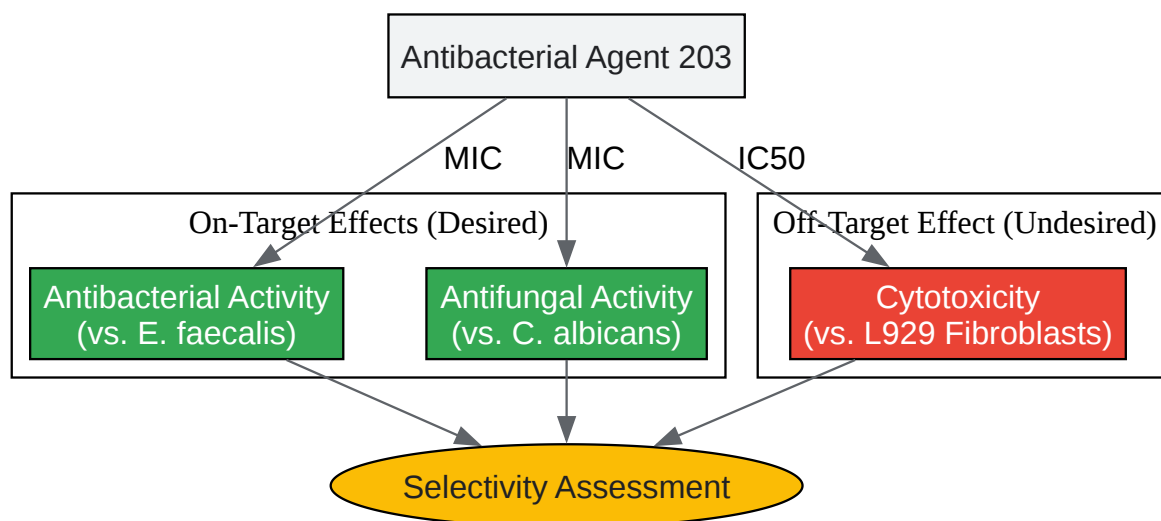 Antibacterial Agent 203
MIC
MIC
IC50
On-Target Effects (Desired)
Off-Target Effect (Undesired)
Antibacterial Activity
(vs. E. faecalis)
Antifungal Activity
(vs. C. albicans)
Cytotoxicity
(vs. L929 Fibroblasts)
Selectivity Assessment